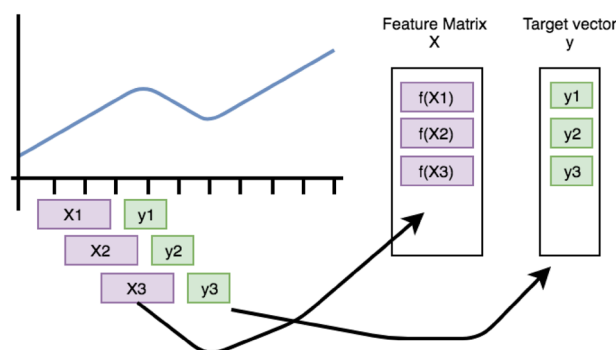 Feature Matrix
X
Target vector
y
f(X1)
f(X2)
f(X3)
y1
y2
y3
X1
y1
X2
y2
X3
y3